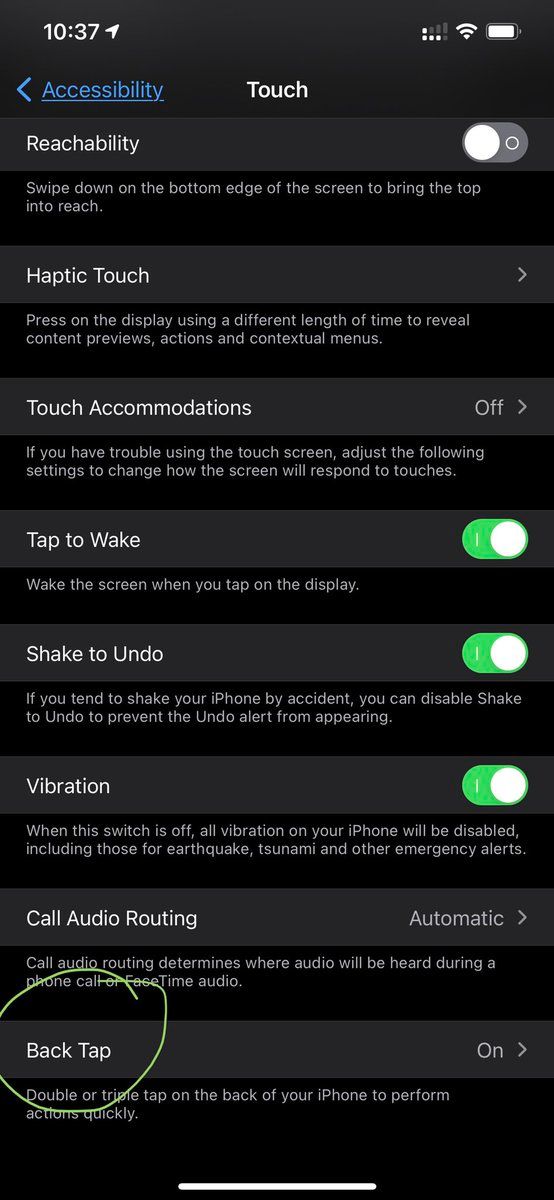 10:37
Accessibility
Touch
Reachability
Swipe down on the bottom edge of the screen to bring the top
into reach.
Haptic Touch
Press on the display using a different length of time to reveal
content previews, actions and contextual menus.
Touch Accommodations
Off
If you have trouble using the touch screen, adjust the following
settings to change how the screen will respond to touches.
Tap to Wake
Wake the screen when you tap on the display.
Shake to Undo
If you tend to shake your iPhone by accident, you can disable Shake
to Undo to prevent the Undo alert from appearing.
Vibration
When this switch is off, all vibration on your iPhone will be disabled,
including those for earthquake, tsunami and other emergency alerts.
Call Audio Routing
Automatic
Call audio routing determines where audio will be heard during a
phone call or FaceTime audio.
Back Tap
On
Double or triple tap on the back of your iPhone to perform
actions quickly.